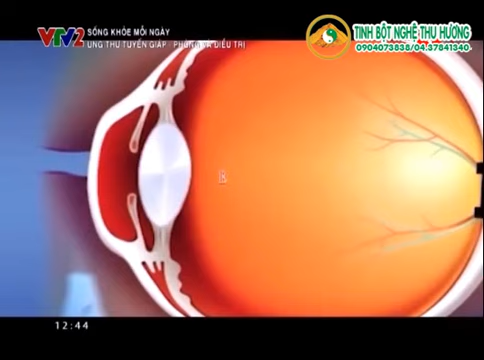 VTV2
SỐNG KHỎE MỖI NGÀY
UNG THƯ TUYẾN GIÁP - PHÒNG VÀ ĐIỀU TRỊ
TINH BỘT NGHỆ THU HƯƠNG
0904073838/04.37841340
12:44